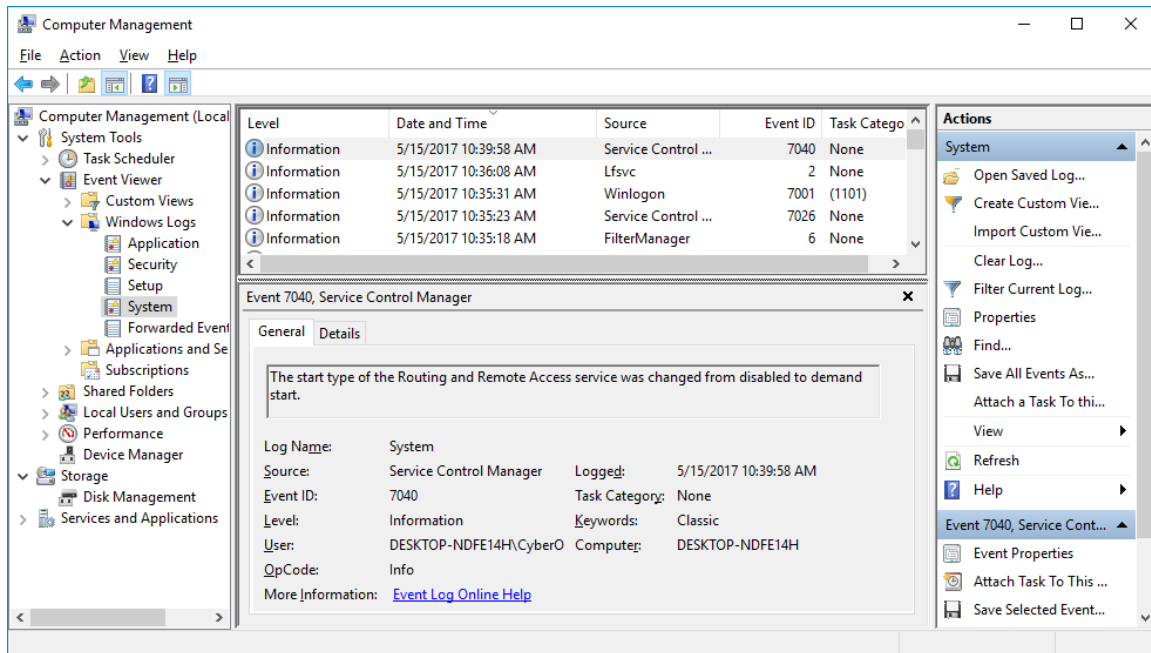 Computer Management
File Action View Help
Computer Management (Local
System Tools
Task Scheduler
Event Viewer
Custom Views
Windows Logs
Application
Security
Setup
System
Forwarded Event
Applications and Se
Subscriptions
Shared Folders
Local Users and Groups
Performance
Device Manager
Storage
Disk Management
Services and Applications
Level Date and Time Source Event ID Task Catego
Information 5/15/2017 10:39:58 AM Service Control ... 7040 None
Information 5/15/2017 10:36:08 AM Lfsvc 2 None
Information 5/15/2017 10:35:31 AM Winlogon 7001 (1101)
Information 5/15/2017 10:35:23 AM Service Control ... 7026 None
Information 5/15/2017 10:35:18 AM FilterManager 6 None
Event 7040, Service Control Manager
General Details
The start type of the Routing and Remote Access service was changed from disabled to demand
start.
Log Name: System
Source: Service Control Manager Logged: 5/15/2017 10:39:58 AM
Event ID: 7040 Task Category: None
Level: Information Keywords: Classic
User: DESKTOP-NDFE14H\CyberO Computer: DESKTOP-NDFE14H
OpCode: Info
More Information: Event Log Online Help
Actions
System
Open Saved Log...
Create Custom Vie...
Import Custom Vie...
Clear Log...
Filter Current Log...
Properties
Find...
Save All Events As...
Attach a Task To thi...
View
Refresh
Help
Event 7040, Service Cont...
Event Properties
Attach Task To This ...
Save Selected Event...